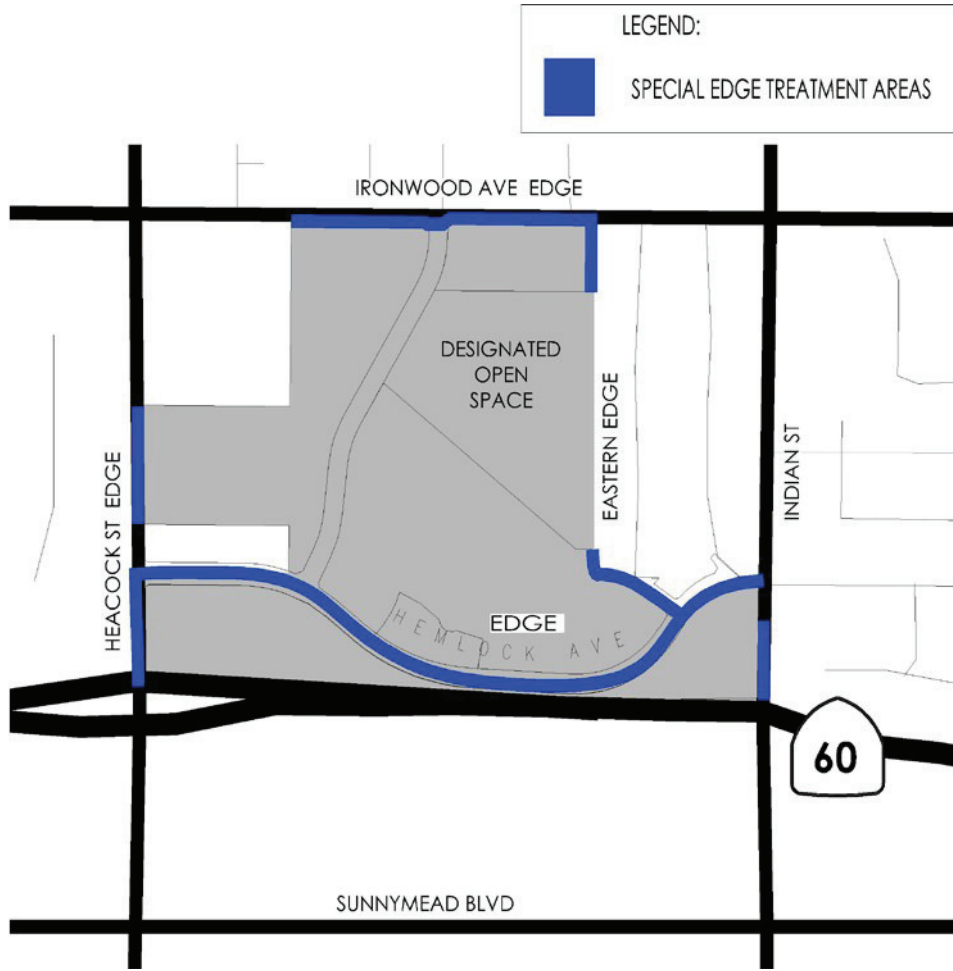 LEGEND:
SPECIAL EDGE TREATMENT AREAS
IRONWOOD AVE EDGE
DESIGNATED
OPEN
SPACE
EASTERN EDGE
INDIAN ST
HEACOCK ST EDGE
EDGE
HEMLOCK AVE
60
SUNNYMEAD BLVD